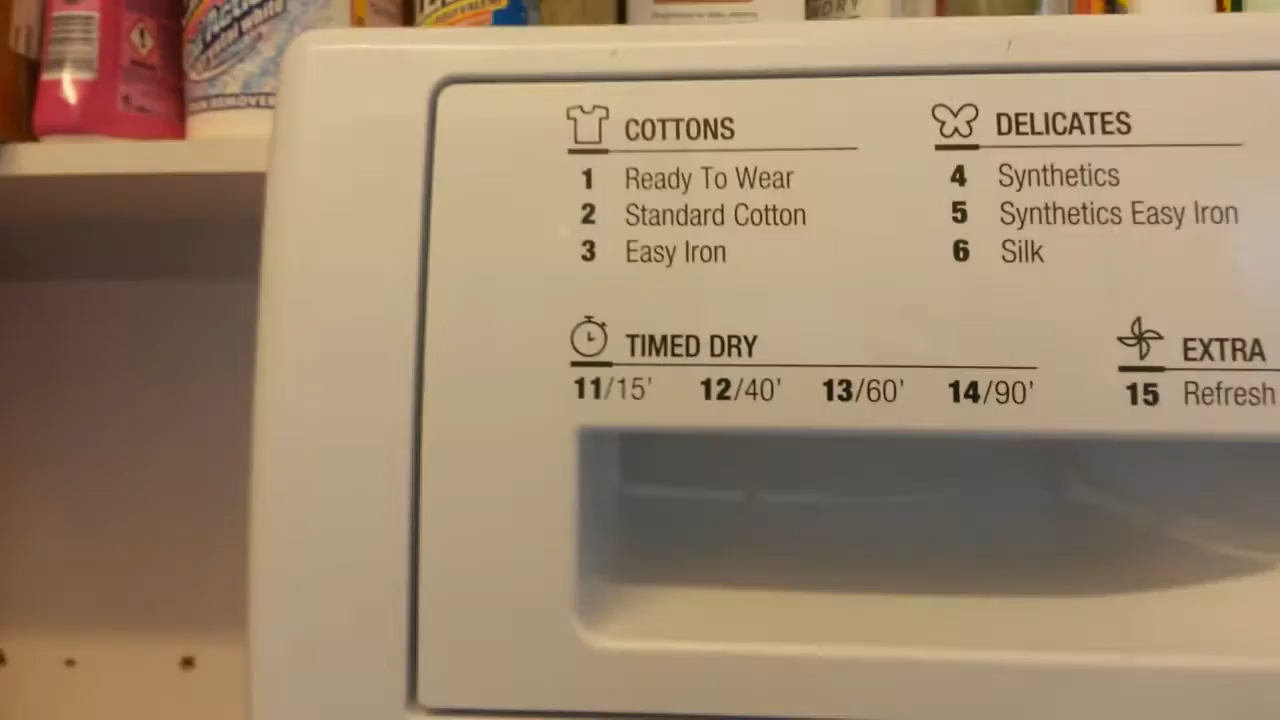 COTTONS
1 Ready To Wear
2 Standard Cotton
3 Easy Iron
DELICATES
4 Synthetics
5 Synthetics Easy Iron
6 Silk
TIMED DRY
11/15' 12/40' 13/60' 14/90'
EXTRA
15 Refresh